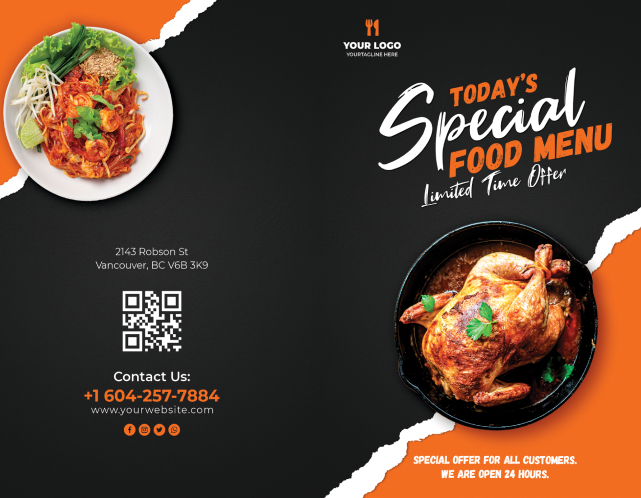 YOUR LOGO
YOURTAGLINE HERE
TODAY'S
Special
FOOD MENU
Limited Time Offer
2143 Robson St
Vancouver, BC V6B 3K9
Contact Us:
+1 604-257-7884
www.yourwebsite.com
SPECIAL OFFER FOR ALL CUSTOMERS.
WE ARE OPEN 24 HOURS.